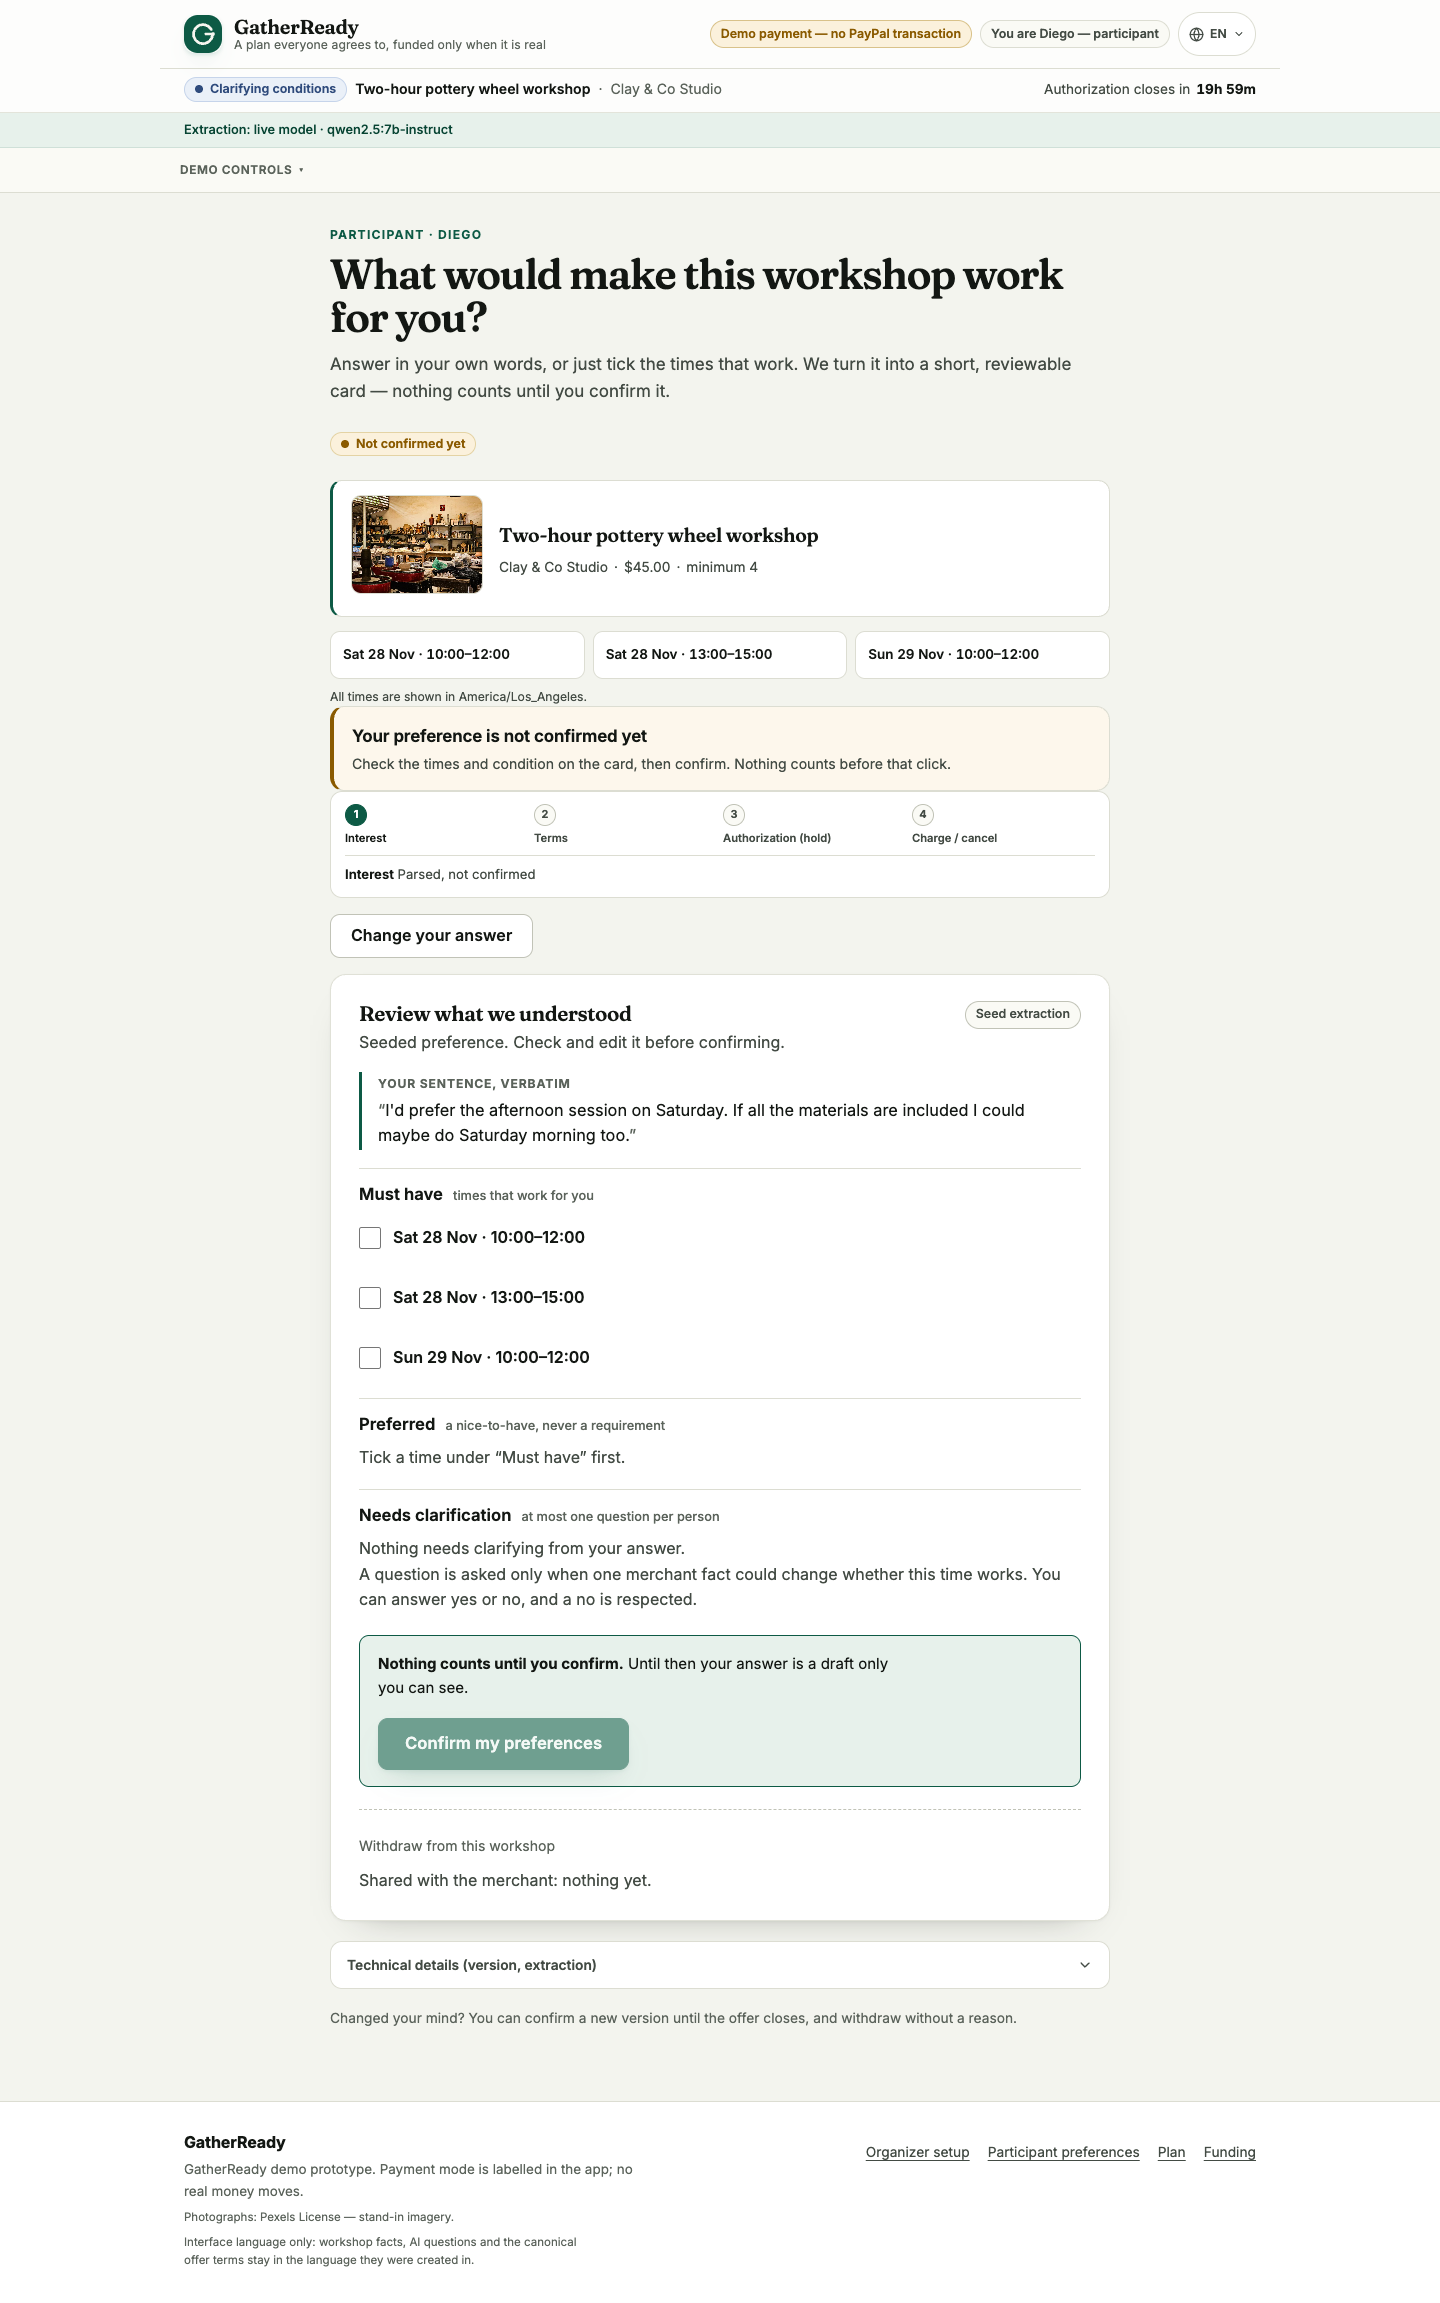 GatherReady
A plan everyone agrees to, funded only when it is real
Demo payment — no PayPal transaction
You are Diego — participant
EN
Clarifying conditions
Two-hour pottery wheel workshop · Clay & Co Studio
Authorization closes in 19h 59m
Extraction: live model · qwen2.5:7b-instruct
DEMO CONTROLS
PARTICIPANT · DIEGO
What would make this workshop work
for you?
Answer in your own words, or just tick the times that work. We turn it into a short, reviewable
card — nothing counts until you confirm it.
Not confirmed yet
Two-hour pottery wheel workshop
Clay & Co Studio · $45.00 · minimum 4
Sat 28 Nov · 10:00–12:00
Sat 28 Nov · 13:00–15:00
Sun 29 Nov · 10:00–12:00
All times are shown in America/Los_Angeles.
Your preference is not confirmed yet
Check the times and condition on the card, then confirm. Nothing counts before that click.
1
Interest
2
Terms
3
Authorization (hold)
4
Charge / cancel
Interest Parsed, not confirmed
Change your answer
Review what we understood
Seed extraction
Seeded preference. Check and edit it before confirming.
YOUR SENTENCE, VERBATIM
“I'd prefer the afternoon session on Saturday. If all the materials are included I could
maybe do Saturday morning too.”
Must have times that work for you
Sat 28 Nov · 10:00–12:00
Sat 28 Nov · 13:00–15:00
Sun 29 Nov · 10:00–12:00
Preferred a nice-to-have, never a requirement
Tick a time under “Must have” first.
Needs clarification at most one question per person
Nothing needs clarifying from your answer.
A question is asked only when one merchant fact could change whether this time works. You
can answer yes or no, and a no is respected.
Nothing counts until you confirm. Until then your answer is a draft only
you can see.
Confirm my preferences
Withdraw from this workshop
Shared with the merchant: nothing yet.
Technical details (version, extraction)
Changed your mind? You can confirm a new version until the offer closes, and withdraw without a reason.
GatherReady
GatherReady demo prototype. Payment mode is labelled in the app; no
real money moves.
Photographs: Pexels License — stand-in imagery.
Interface language only: workshop facts, AI questions and the canonical
offer terms stay in the language they were created in.
Organizer setup
Participant preferences
Plan
Funding